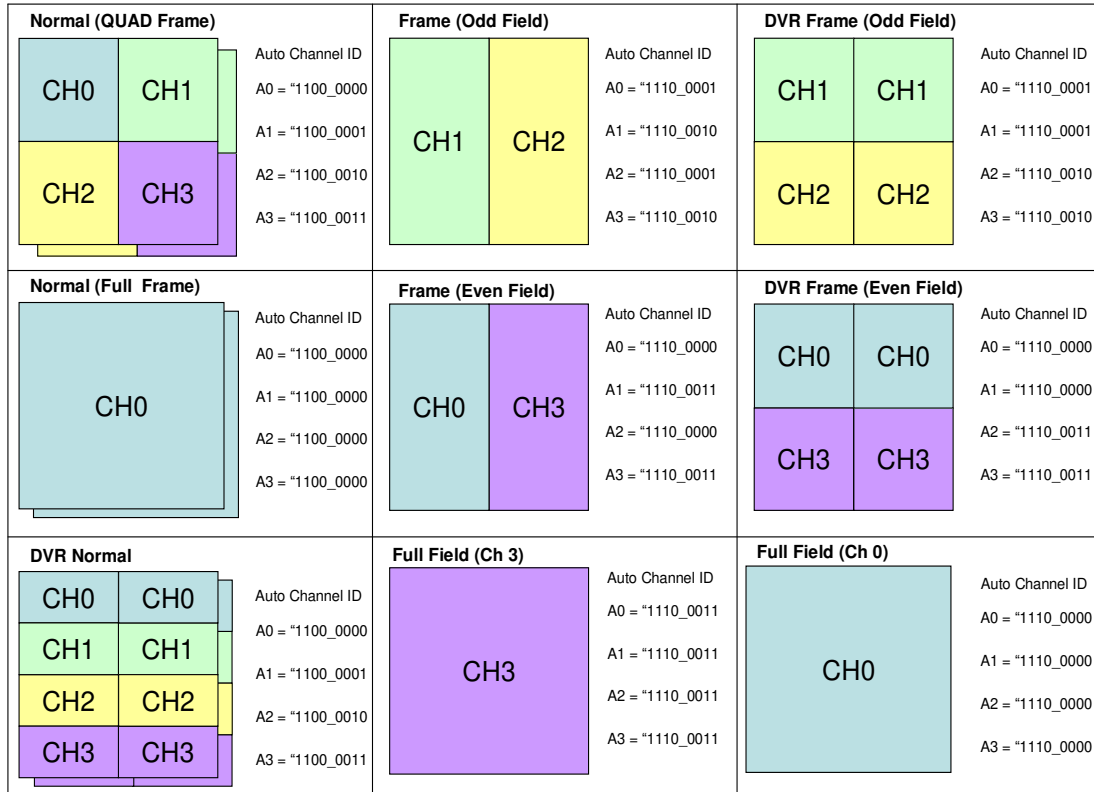 Normal (QUAD Frame)
CH0 CH1
CH2 CH3
Auto Channel ID
A0 = “1100_0000
A1 = “1100_0001
A2 = “1100_0010
A3 = “1100_0011
Frame (Odd Field)
CH1 CH2
Auto Channel ID
A0 = “1110_0001
A1 = “1110_0010
A2 = “1110_0001
A3 = “1110_0010
DVR Frame (Odd Field)
CH1 CH1
CH2 CH2
Auto Channel ID
A0 = “1110_0001
A1 = “1110_0001
A2 = “1110_0010
A3 = “1110_0010
Normal (Full Frame)
CH0
Auto Channel ID
A0 = “1100_0000
A1 = “1100_0000
A2 = “1100_0000
A3 = “1100_0000
Frame (Even Field)
CH0 CH3
Auto Channel ID
A0 = “1110_0000
A1 = “1110_0011
A2 = “1110_0000
A3 = “1110_0011
DVR Frame (Even Field)
CH0 CH0
CH3 CH3
Auto Channel ID
A0 = “1110_0000
A1 = “1110_0000
A2 = “1110_0011
A3 = “1110_0011
DVR Normal
CH0 CH0
CH1 CH1
CH2 CH2
CH3 CH3
Auto Channel ID
A0 = “1100_0000
A1 = “1100_0001
A2 = “1100_0010
A3 = “1100_0011
Full Field (Ch 3)
CH3
Auto Channel ID
A0 = “1110_0011
A1 = “1110_0011
A2 = “1110_0011
A3 = “1110_0011
Full Field (Ch 0)
CH0
Auto Channel ID
A0 = “1110_0000
A1 = “1110_0000
A2 = “1110_0000
A3 = “1110_0000